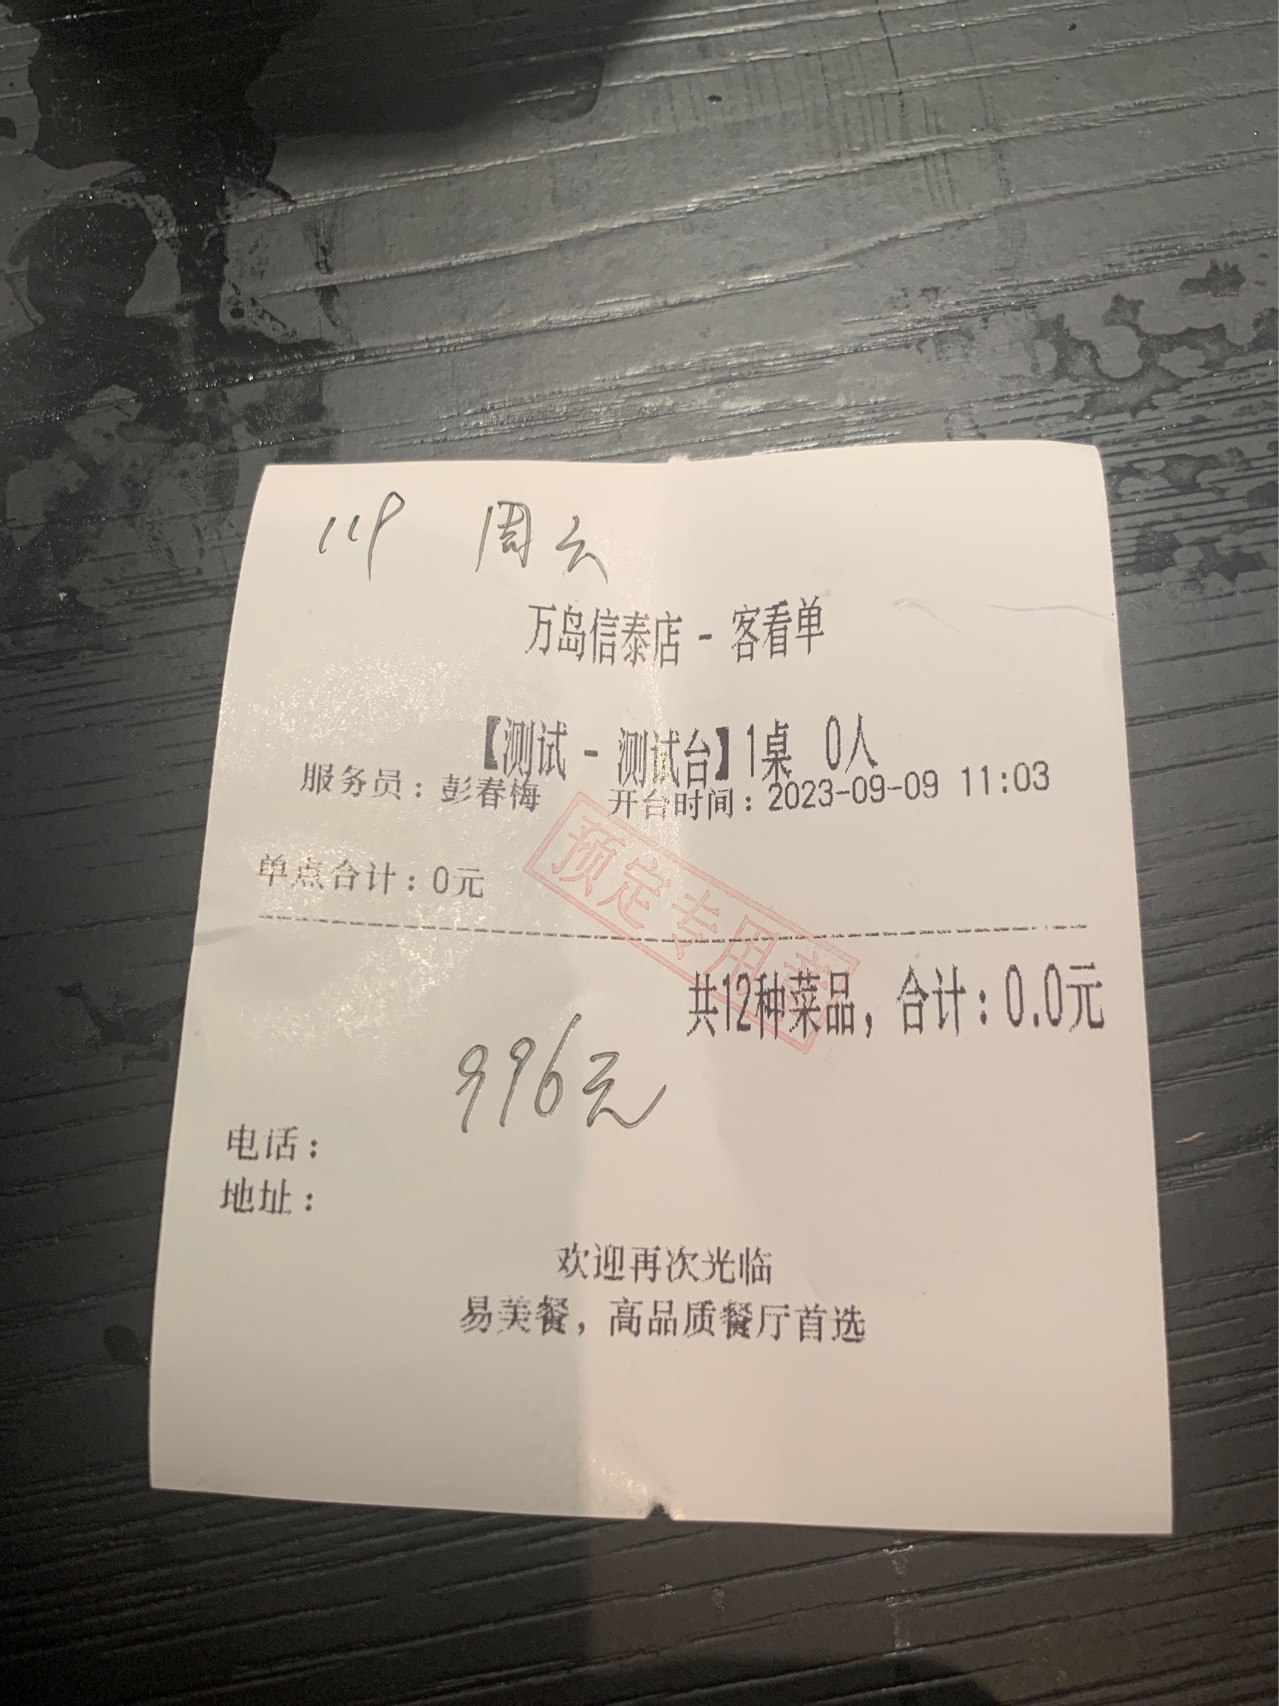 119 周六
万岛信泰店 - 客看单
【测试 - 测试台】1桌 0人
服务员：彭春梅 开台时间：2023-09-09 11:03
单点合计：0元
预定专用章
共12种菜品，合计：0.0元
996元
电话：
地址：
欢迎再次光临
易美餐，高品质餐厅首选